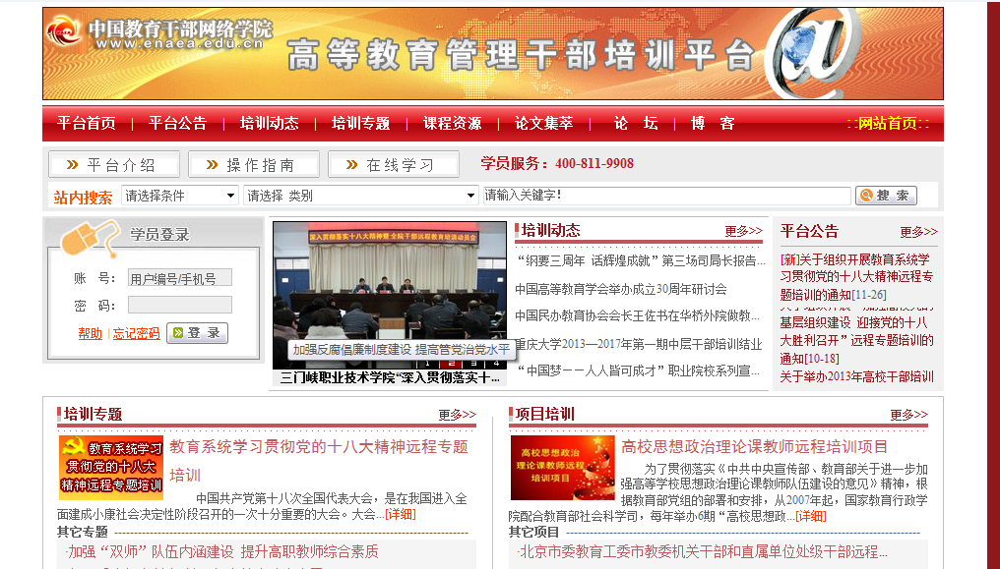 中国教育干部网络学院
www.enaea.edu.cn
高等教育管理干部培训平台
平台首页 | 平台公告 | 培训动态 | 培训专题 | 课程资源 | 论文集萃 | 论 坛 | 博 客 ::网站首页::
平台介绍 操作指南 在线学习 学员服务：400-811-9908
站内搜索 请选择条件 请选择 类别 请输入关键字! 搜 索
学员登录
账 号： 用户编号/手机号
密 码：
帮助 | 忘记密码 登 录
深入贯彻落实十八大精神暨全院干部远程教育培训动员会
加强反腐倡廉制度建设 提高管党治党水平
1 2 3 4
三门峡职业技术学院“深入贯彻落实十...
培训动态 更多>>
“纲要三周年 话辉煌成就”第三场司局长报告...
中国高等教育学会举办成立30周年研讨会
中国民办教育协会会长王佐书在华桥外院做教...
重庆大学2013—2017年第一期中层干部培训结业
“中国梦－－人人皆可成才”职业院校系列宣...
平台公告 更多>>
[新]关于组织开展教育系统学
习贯彻党的十八大精神远程专
题培训的通知[11-26]
基层组织建设 迎接党的十八
大胜利召开”远程专题培训的
通知[10-18]
关于举办2013年高校干部培训
培训专题 更多>>
教育系统学习
贯彻党的十八大
精神远程专题培训
教育系统学习贯彻党的十八大精神远程专题
培训
中国共产党第十八次全国代表大会，是在我国进入全
面建成小康社会决定性阶段召开的一次十分重要的大会。大会...[详细]
其它专题
·加强“双师”队伍内涵建设 提升高职教师综合素质
项目培训 更多>>
高校思想政治
理论课教师远程
培训项目
高校思想政治理论课教师远程培训项目
为了贯彻落实《中共中央宣传部、教育部关于进一步加
强高等学校思想政治理论课教师队伍建设的意见》精神，根
据教育部党组的部署和安排，从2007年起，国家教育行政学
院配合教育部社会科学司，每年举办6期“高校思想政...[详细]
其它项目
·北京市委教育工委市教委机关干部和直属单位处级干部远程...